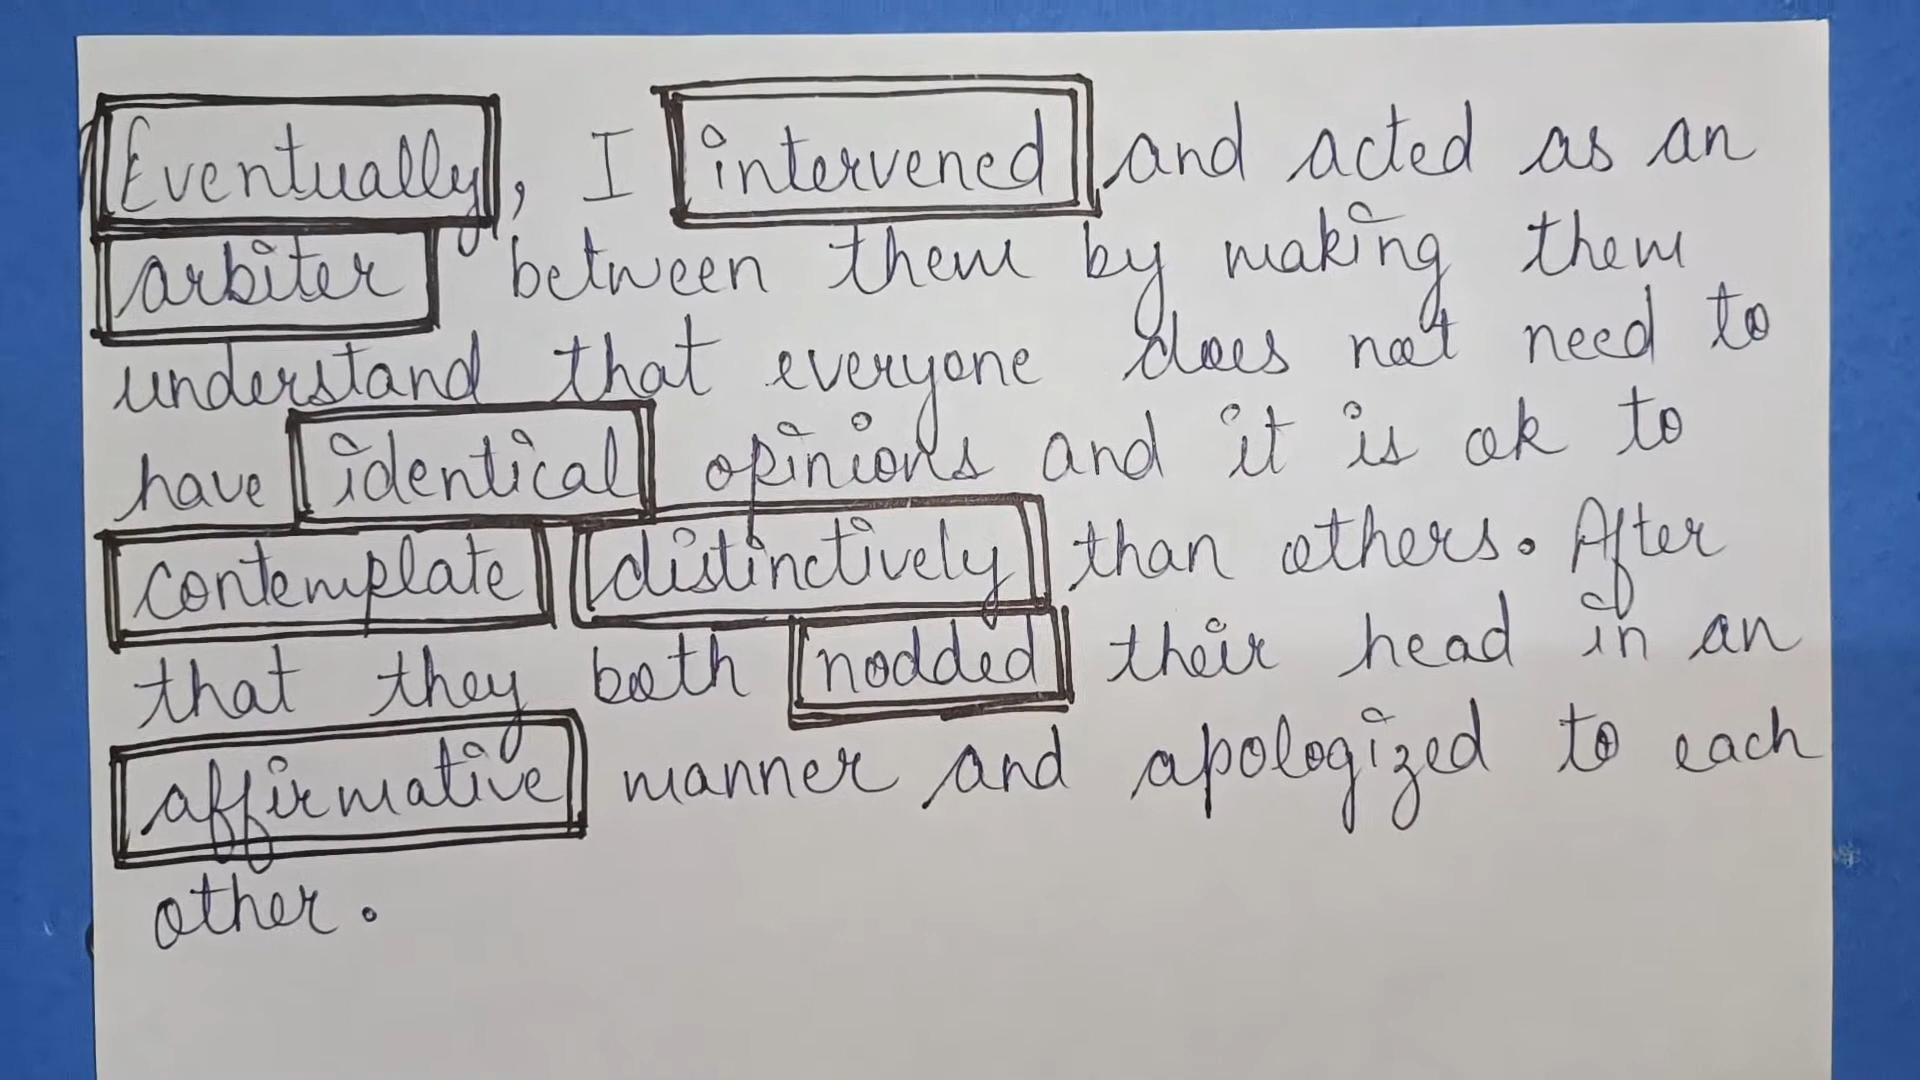 Eventually, I intervened and acted as an
arbiter between them by making them
understand that everyone does not need to
have identical opinions and it is ok to
contemplate distinctively than others. After
that they both nodded their head in an
affirmative manner and apologized to each
other.